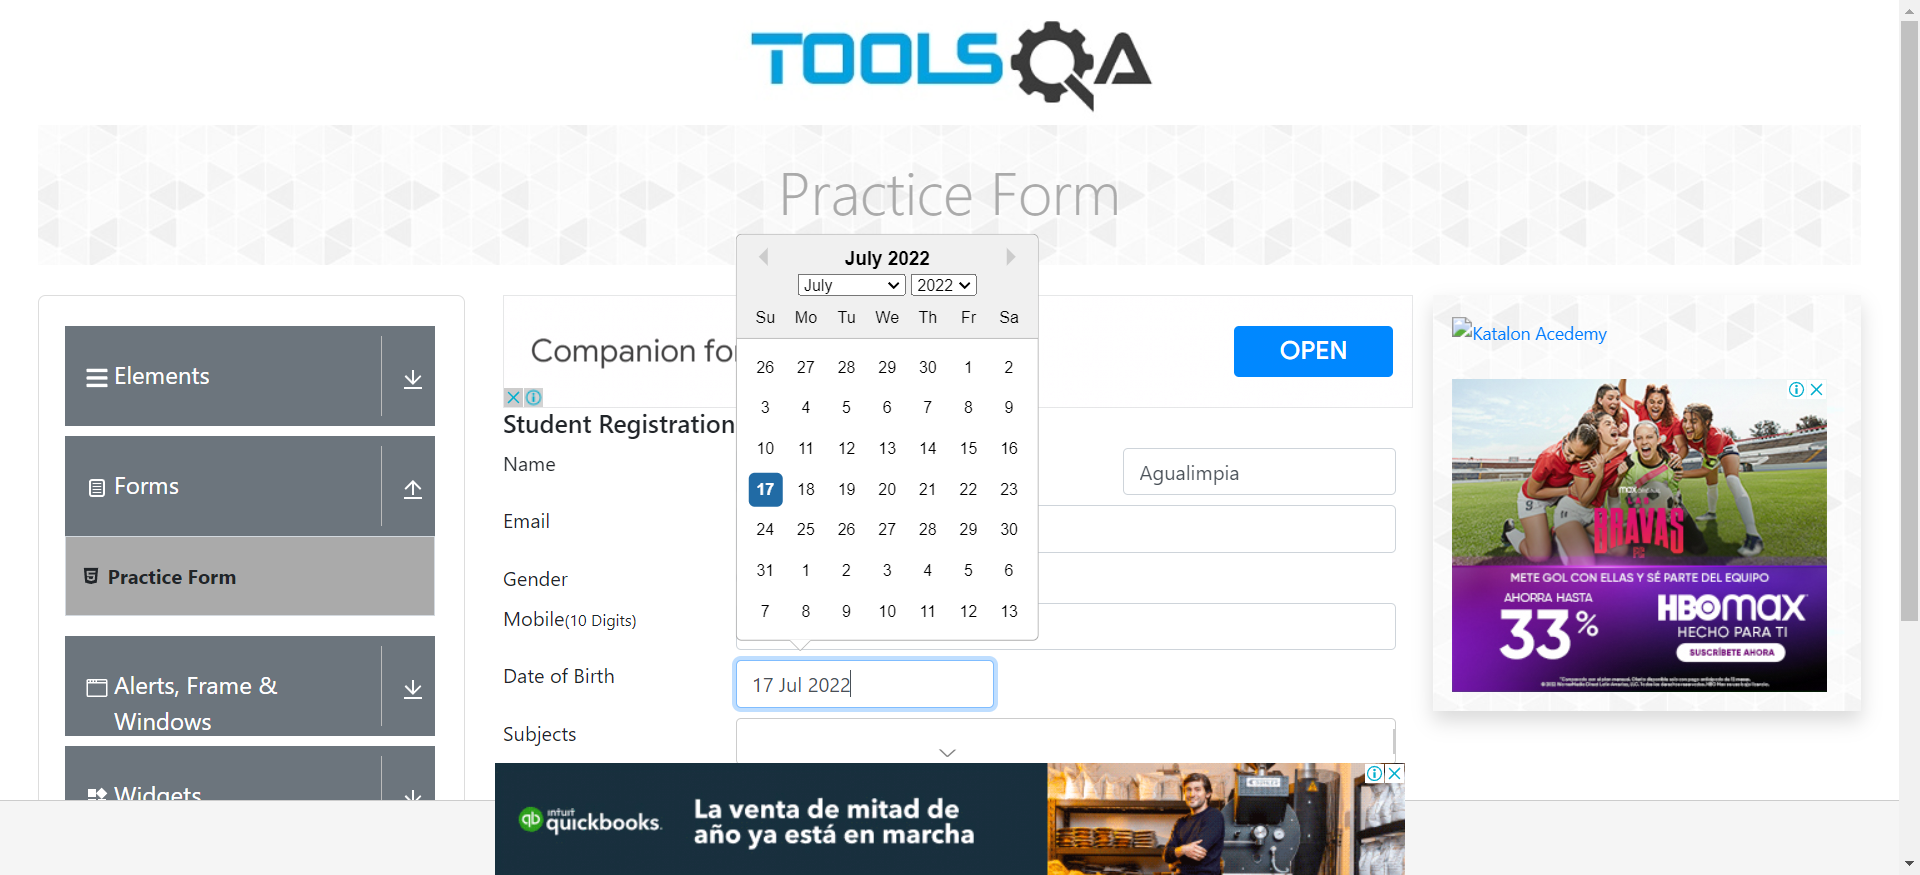 TOOLSQA
Practice Form
July 2022
July 2022
Su Mo Tu We Th Fr Sa
26 27 28 29 30 1 2
3 4 5 6 7 8 9
10 11 12 13 14 15 16
17 18 19 20 21 22 23
24 25 26 27 28 29 30
31 1 2 3 4 5 6
7 8 9 10 11 12 13
Elements
Forms
Practice Form
Alerts, Frame &
Windows
Widgets
Companion fo
OPEN
Student Registration
Name
Agualimpia
Email
Gender
Mobile(10 Digits)
Date of Birth
17 Jul 2022
Subjects
Katalon Acedemy
max
BRAVAS
FC
METE GOL CON ELLAS Y SÉ PARTE DEL EQUIPO
AHORRA HASTA
33%
HBOmax
HECHO PARA TI
SUSCRÍBETE AHORA
intuit
quickbooks.
La venta de mitad de
año ya está en marcha